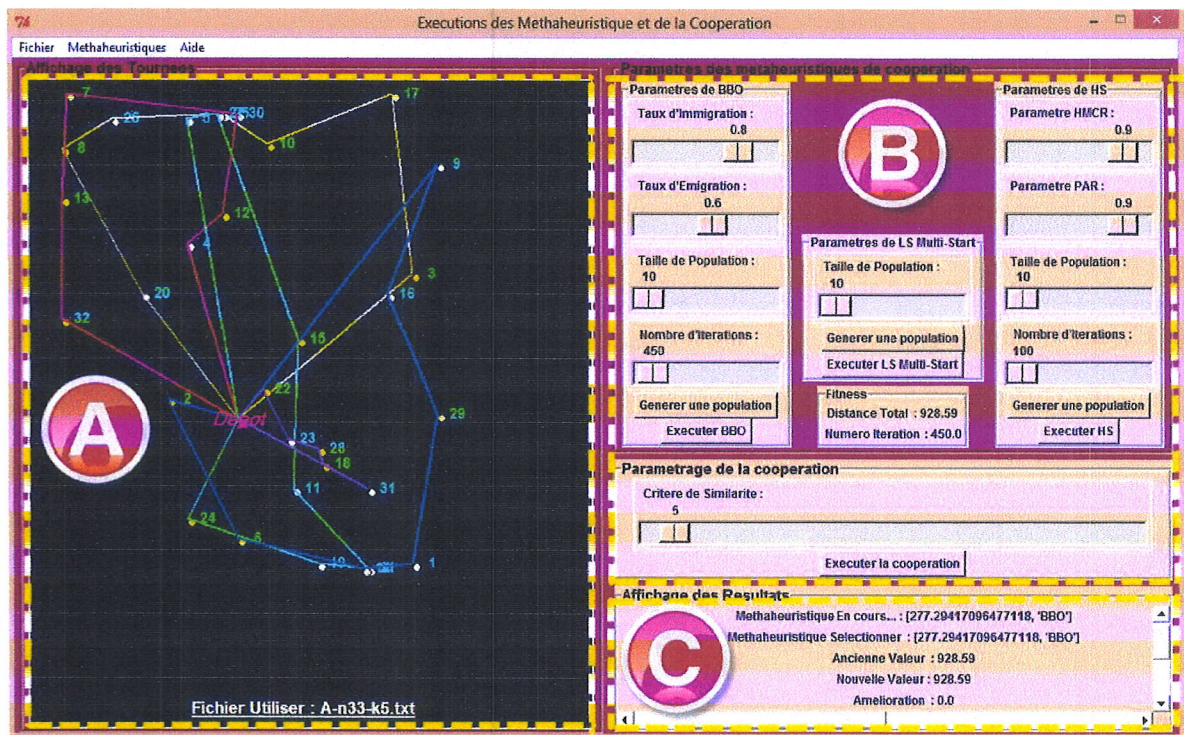 Executions des Methaheuristique et de la Cooperation
Fichier Methaheuristiques Aide
Affichage des Tournees
7
17
26
5
30
8
10
9
13
12
4
3
20
16
32
15
2
22
Depot
29
A
23
28
18
11
31
24
6
19
1
Fichier Utiliser : A-n33-k5.txt
Parametres des metaheuristiques de cooperation
Parametres de BBO
Taux d'Immigration :
0.8
Taux d'Emigration :
0.6
Taille de Population :
10
Nombre d'Iterations :
450
Generer une population
Executer BBO
B
Parametres de LS Multi-Start
Taille de Population :
10
Generer une population
Executer LS Multi-Start
Fitness
Distance Total : 928.59
Numero Iteration : 450.0
Parametres de HS
Parametre HMCR :
0.9
Parametre PAR :
0.9
Taille de Population :
10
Nombre d'Iterations :
100
Generer une population
Executer HS
Parametrage de la cooperation
Critere de Similarite :
5
Executer la cooperation
Affichage des Resultats
C
Methaheuristique En cours... : [277.29417096477118, 'BBO']
Methaheuristique Selectionner : [277.29417096477118, 'BBO']
Ancienne Valeur : 928.59
Nouvelle Valeur : 928.59
Amelioration : 0.0